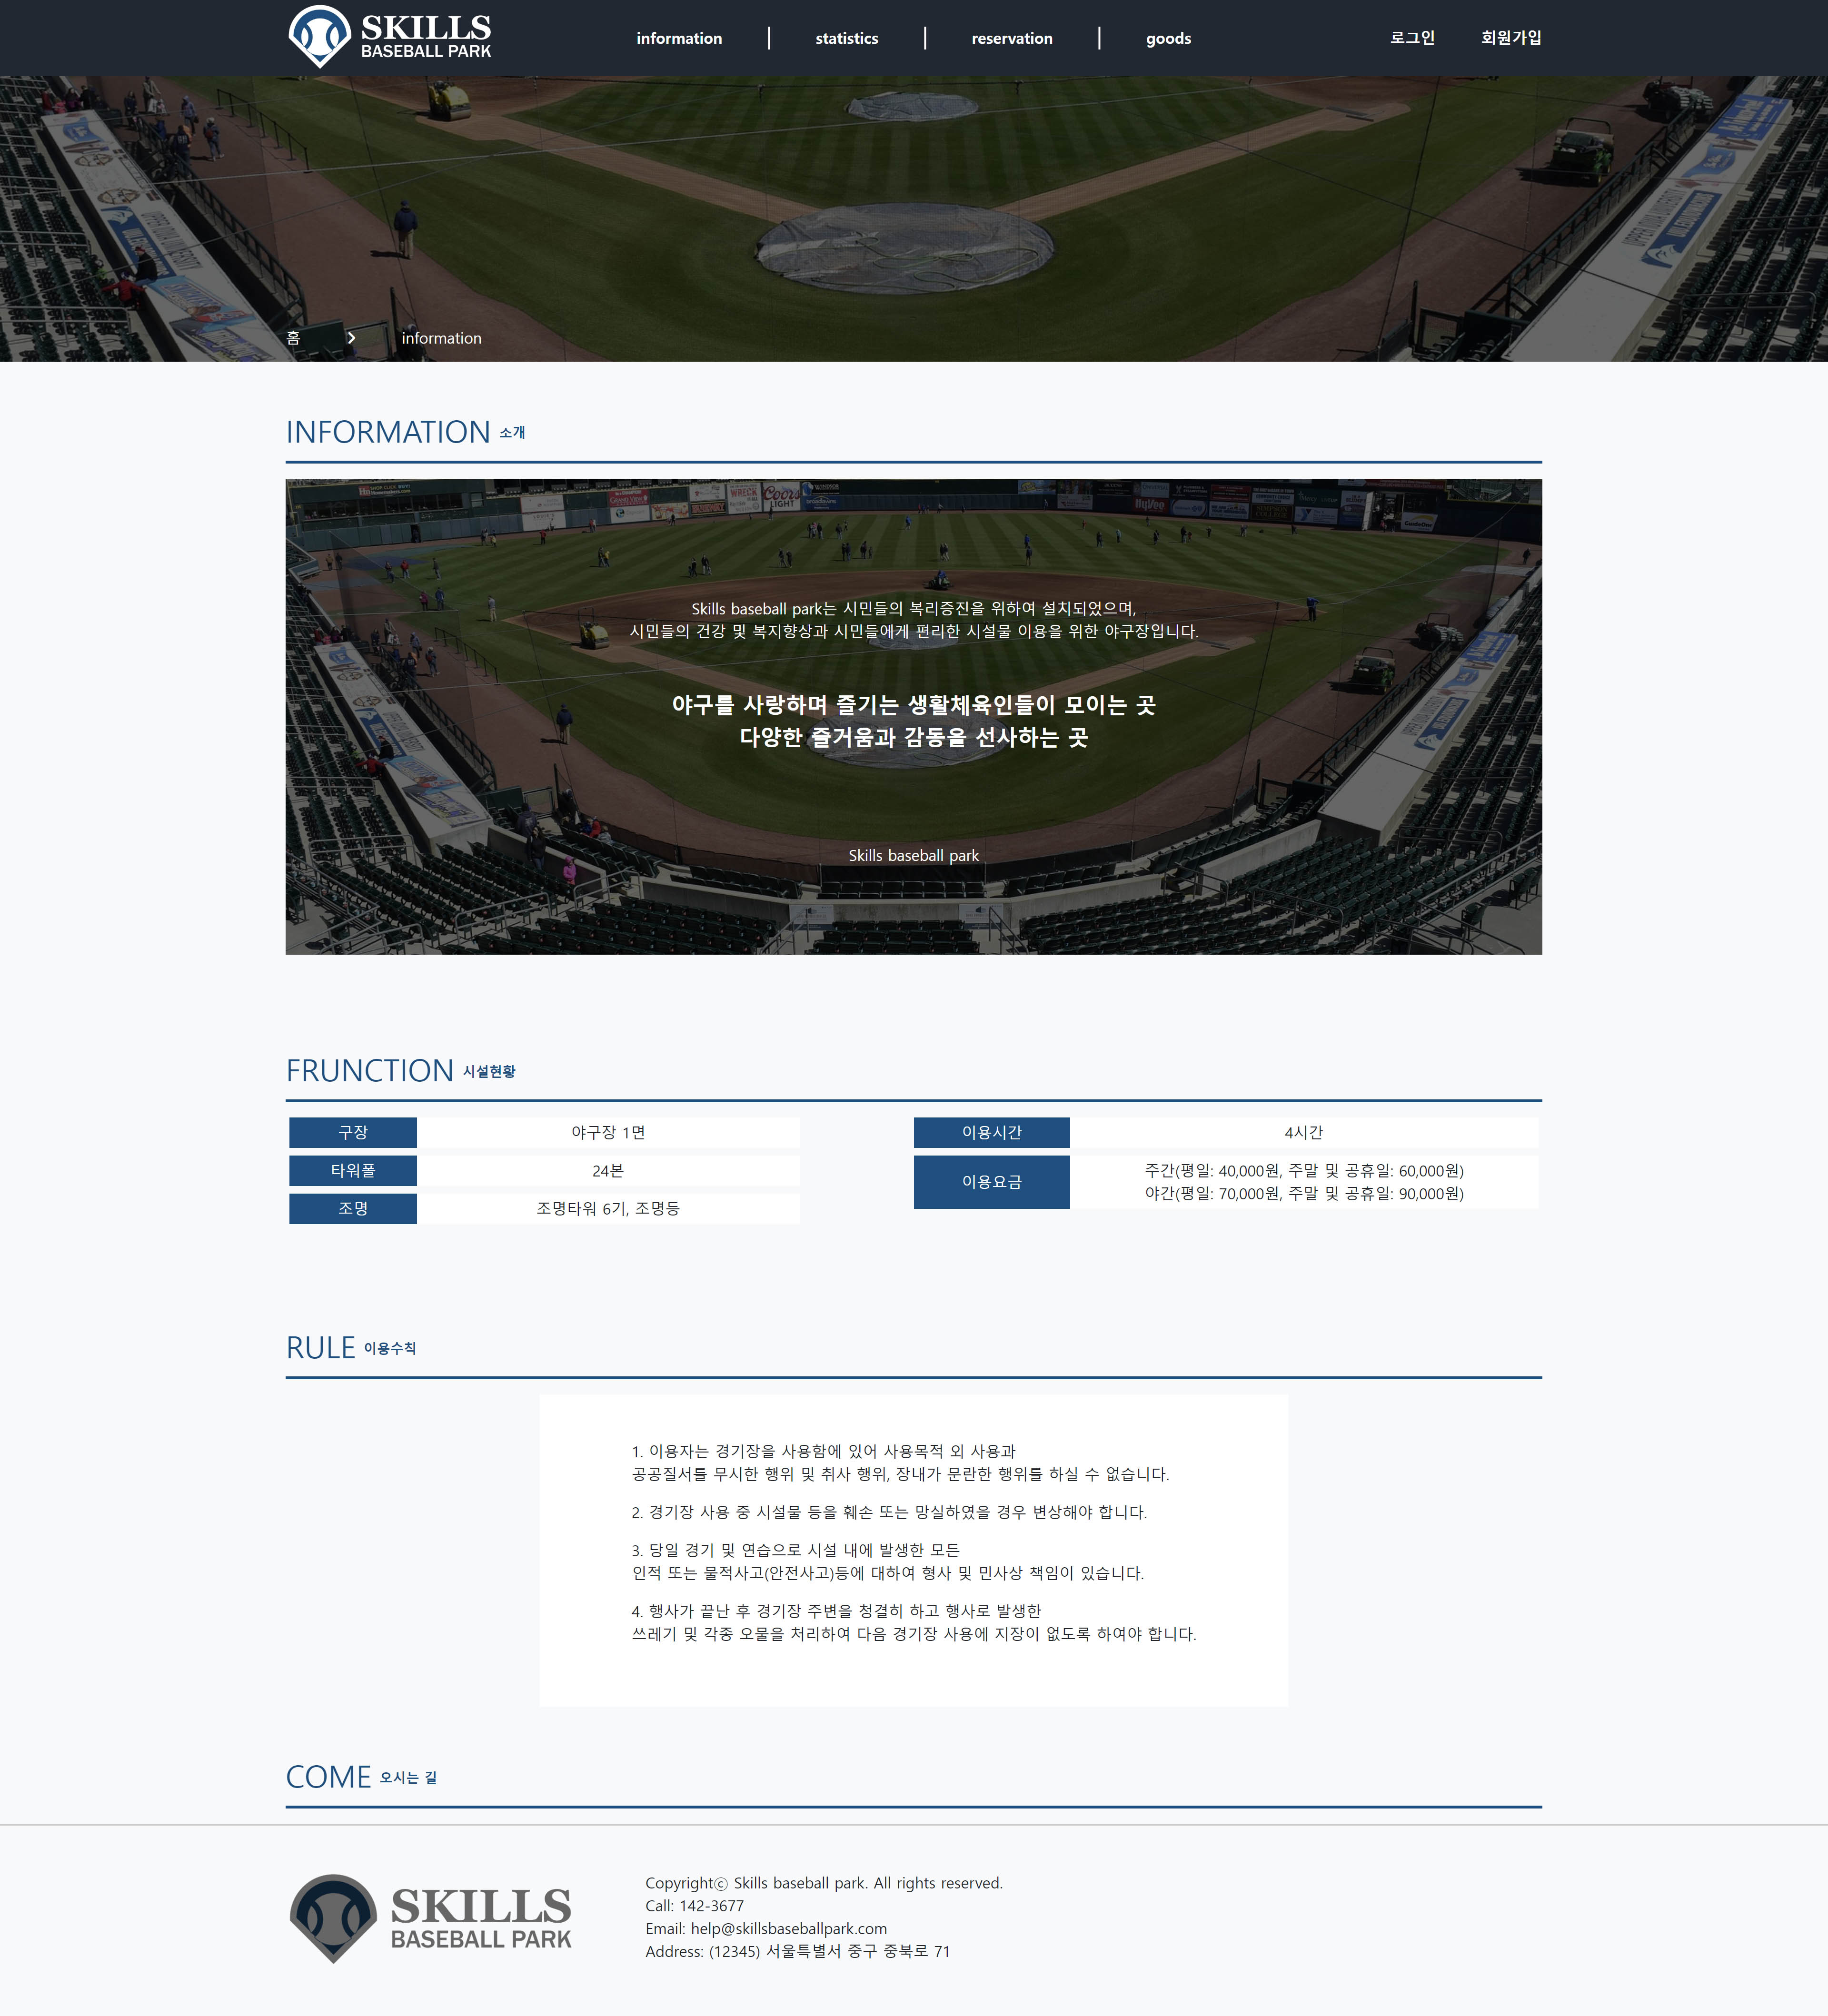 SKILLS
BASEBALL PARK
information
statistics
reservation
goods
로그인
회원가입
홈
information
INFORMATION 소개
WRECK
Coors
LIGHT
HyVee
Skills baseball park는 시민들의 복리증진을 위하여 설치되었으며,
시민들의 건강 및 복지향상과 시민들에게 편리한 시설물 이용을 위한 야구장입니다.
야구를 사랑하며 즐기는 생활체육인들이 모이는 곳
다양한 즐거움과 감동을 선사하는 곳
Skills baseball park
FRUNCTION 시설현황
구장 야구장 1면
타워폴 24본
조명 조명타워 6기, 조명등
이용시간 4시간
이용요금 주간(평일: 40,000원, 주말 및 공휴일: 60,000원)
야간(평일: 70,000원, 주말 및 공휴일: 90,000원)
RULE 이용수칙
1. 이용자는 경기장을 사용함에 있어 사용목적 외 사용과
공공질서를 무시한 행위 및 취사 행위, 장내가 문란한 행위를 하실 수 없습니다.
2. 경기장 사용 중 시설물 등을 훼손 또는 망실하였을 경우 변상해야 합니다.
3. 당일 경기 및 연습으로 시설 내에 발생한 모든
인적 또는 물적사고(안전사고)등에 대하여 형사 및 민사상 책임이 있습니다.
4. 행사가 끝난 후 경기장 주변을 청결히 하고 행사로 발생한
쓰레기 및 각종 오물을 처리하여 다음 경기장 사용에 지장이 없도록 하여야 합니다.
COME 오시는 길
SKILLS
BASEBALL PARK
Copyrightⓒ Skills baseball park. All rights reserved.
Call: 142-3677
Email: help@skillsbaseballpark.com
Address: (12345) 서울특별서 중구 중북로 71